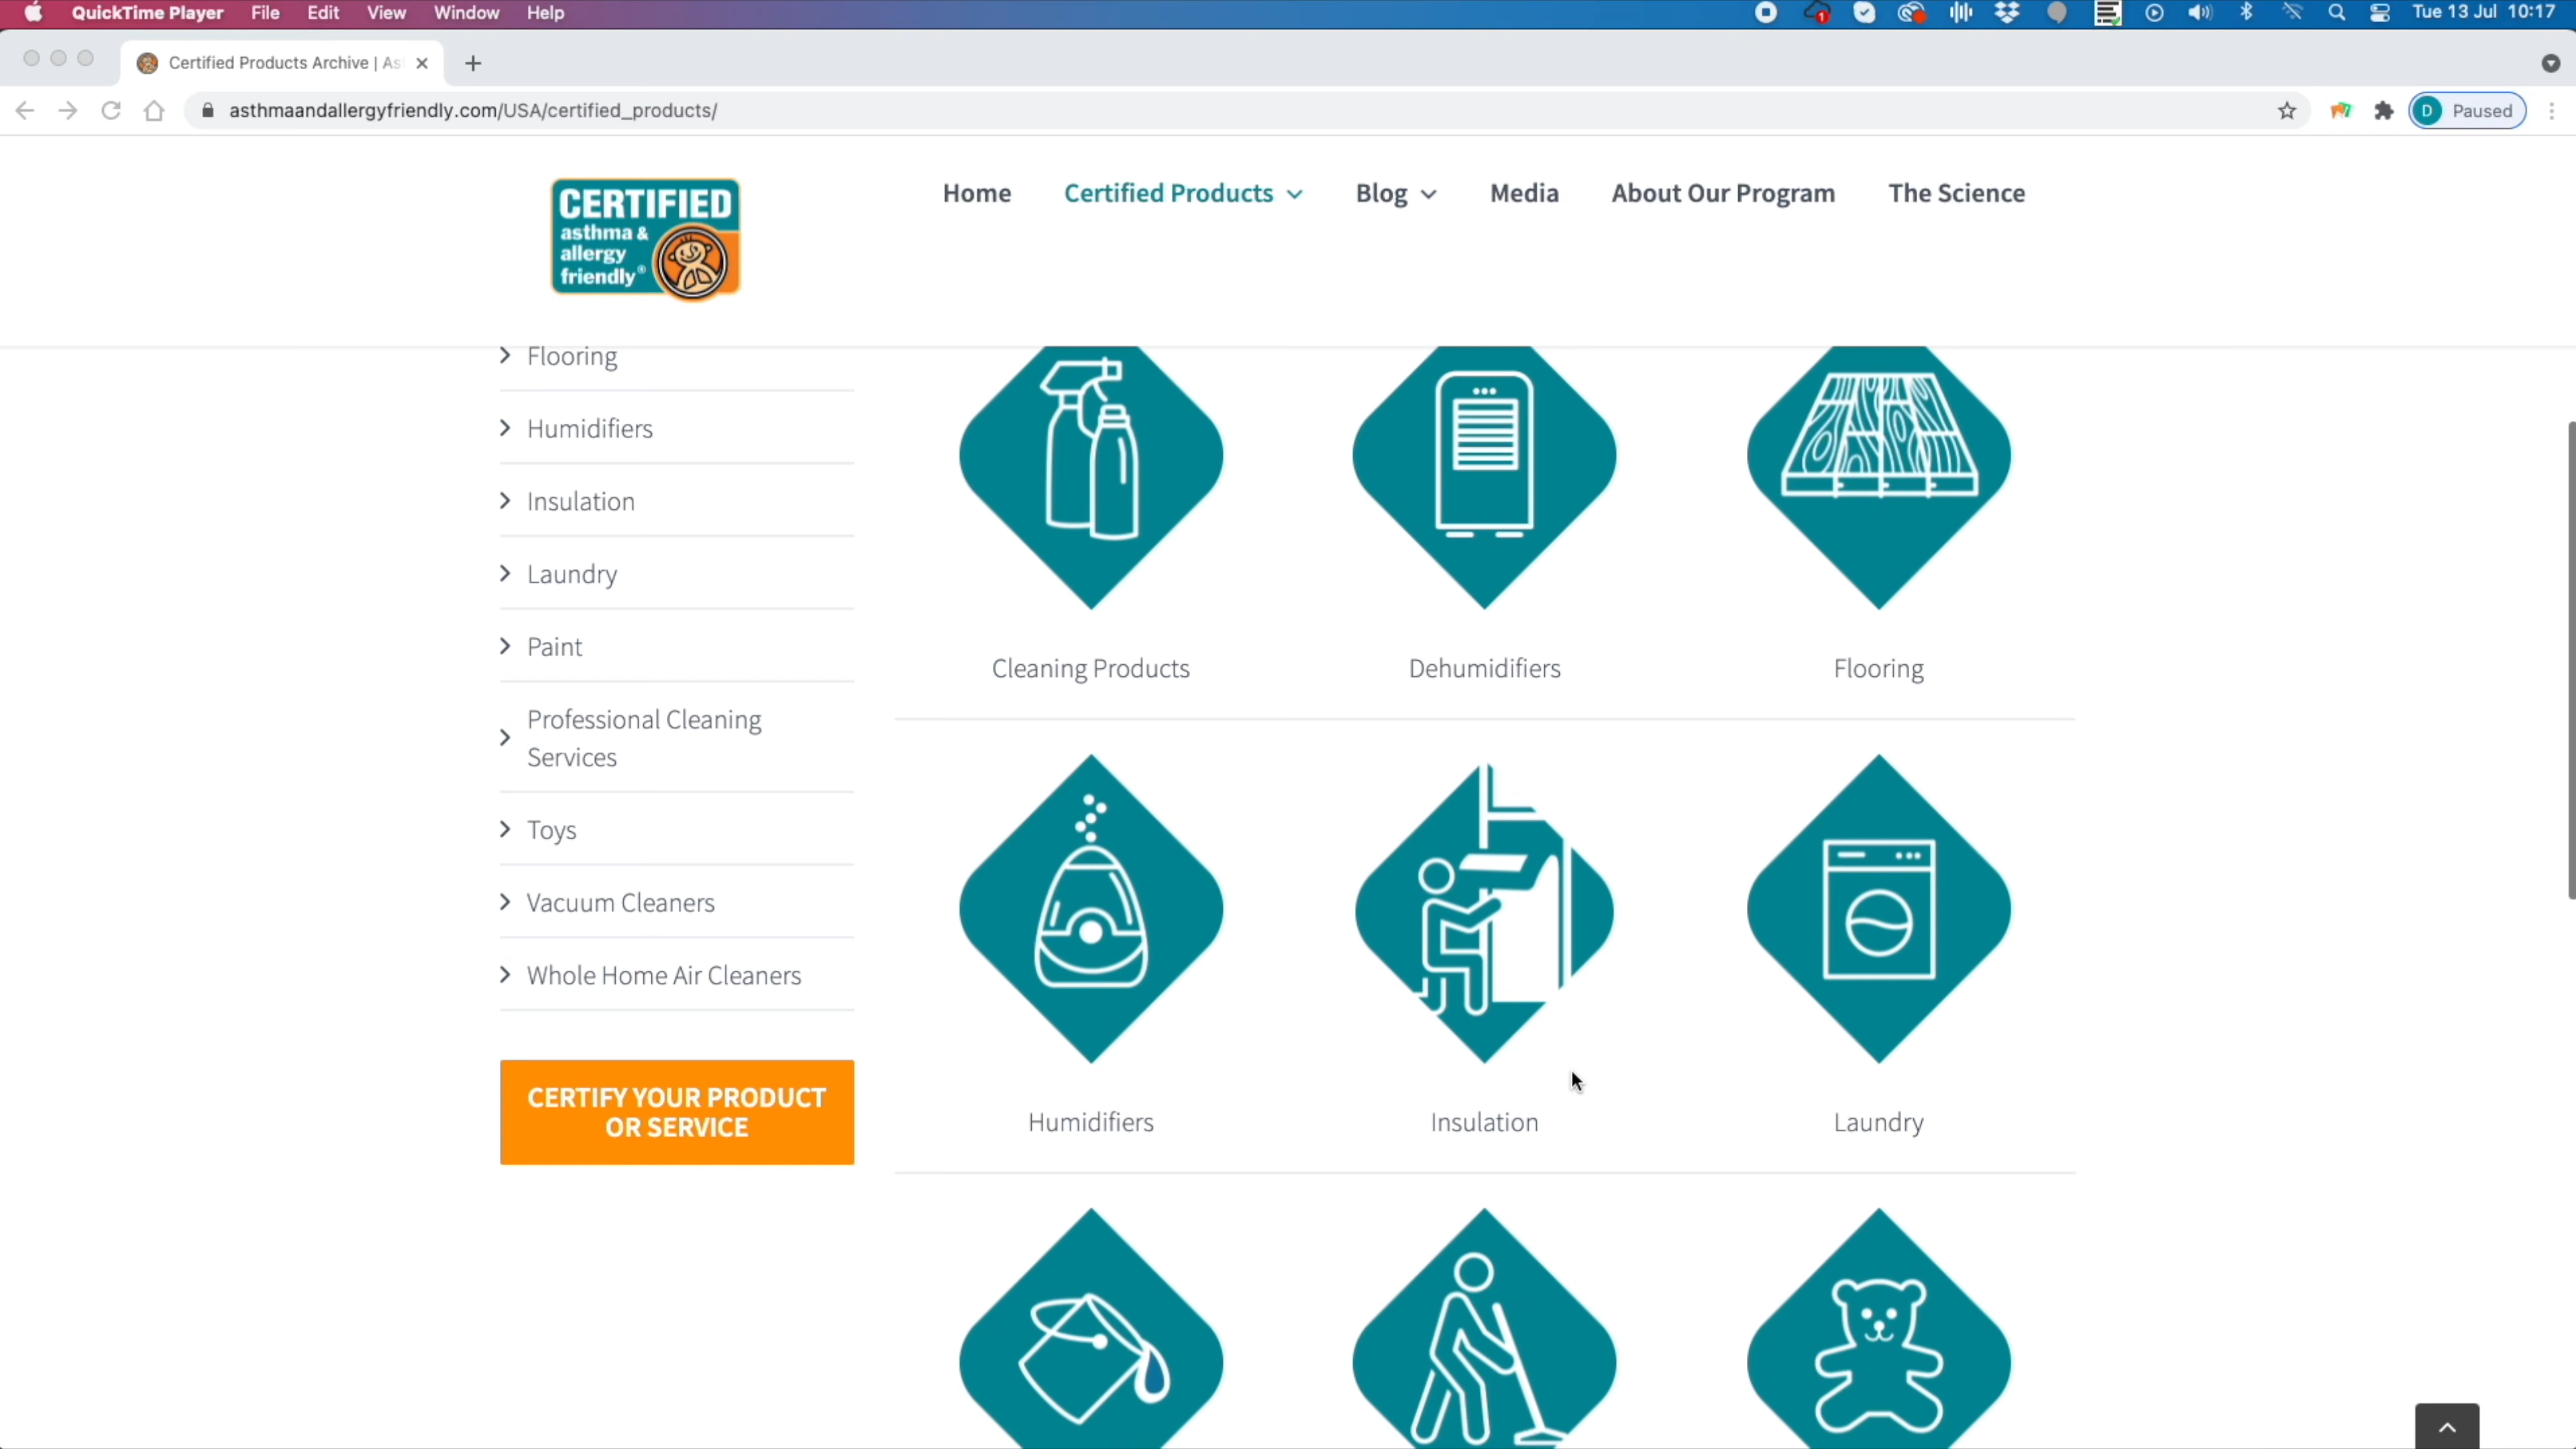 QuickTime Player File Edit View Window Help
1
Tue 13 Jul 10:17
Certified Products Archive | As
asthmaandallergyfriendly.com/USA/certified_products/
D Paused
CERTIFIED
asthma &
allergy
friendly®
Home Certified Products Blog Media About Our Program The Science
Flooring
Humidifiers
Insulation
Laundry
Paint
Professional Cleaning
Services
Toys
Vacuum Cleaners
Whole Home Air Cleaners
CERTIFY YOUR PRODUCT
OR SERVICE
Cleaning Products Dehumidifiers Flooring
Humidifiers Insulation Laundry